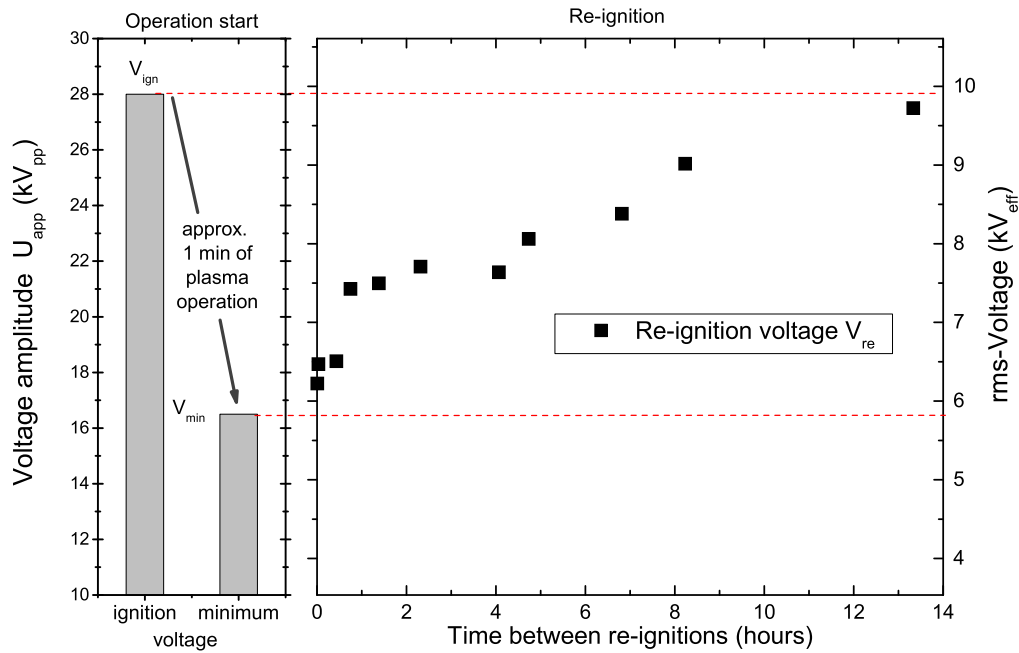 Operation start
Re-ignition
Voltage amplitude U_app (kV_pp)
30
28
26
24
22
20
18
16
14
12
10
V_ign
approx.
1 min of
plasma
operation
V_min
ignition minimum
voltage
Re-ignition voltage V_re
0 2 4 6 8 10 12 14
Time between re-ignitions (hours)
10
9
8
7
6
5
4
rms-Voltage (kV_eff)